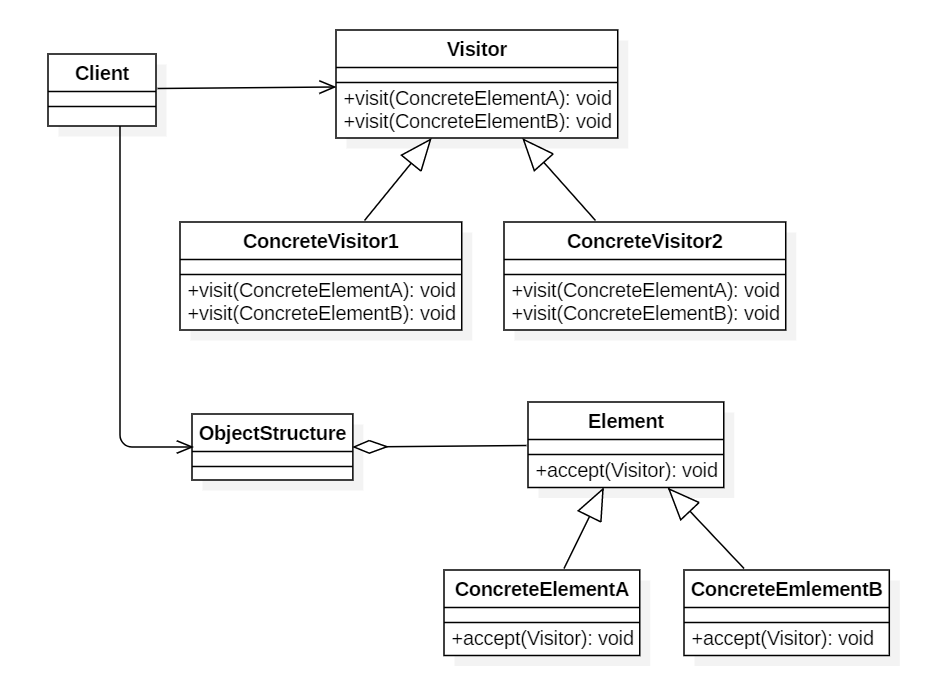 Client
Visitor
+visit(ConcreteElementA): void
+visit(ConcreteElementB): void
ConcreteVisitor1
+visit(ConcreteElementA): void
+visit(ConcreteElementB): void
ConcreteVisitor2
+visit(ConcreteElementA): void
+visit(ConcreteElementB): void
ObjectStructure
Element
+accept(Visitor): void
ConcreteElementA
+accept(Visitor): void
ConcreteEmlementB
+accept(Visitor): void